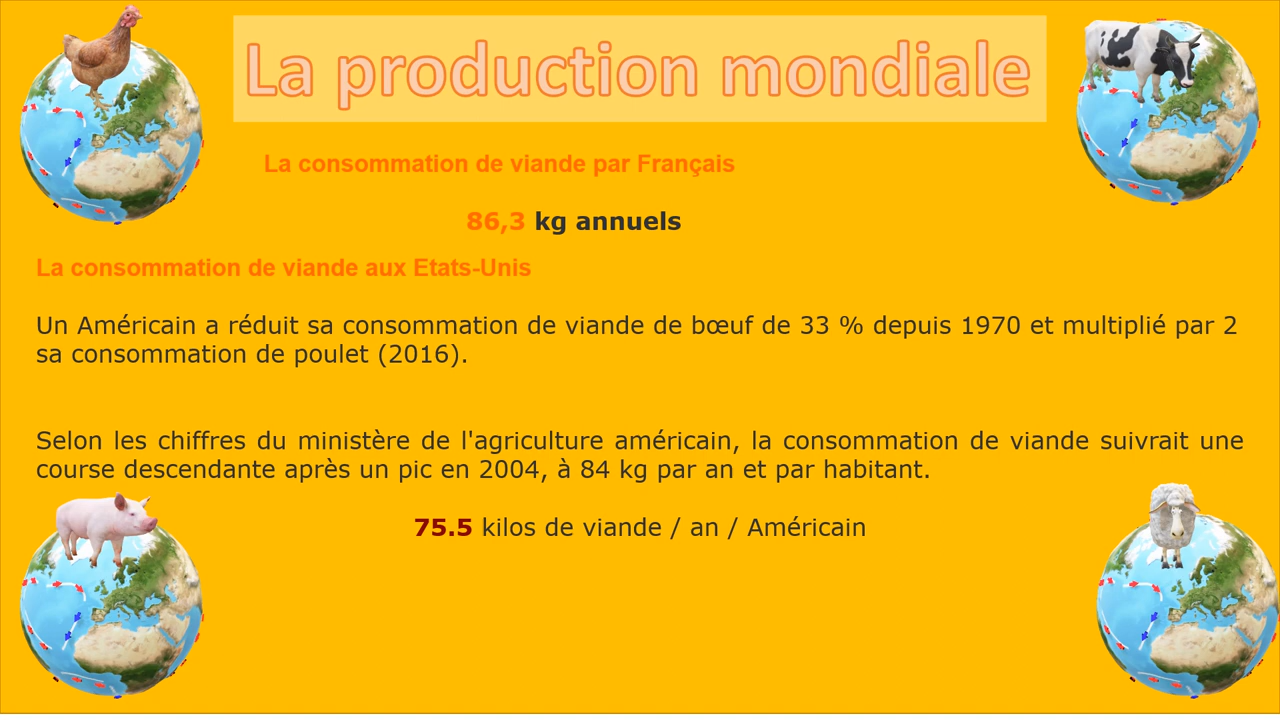 La production mondiale
La consommation de viande par Français
86,3 kg annuels
La consommation de viande aux Etats-Unis
Un Américain a réduit sa consommation de viande de bœuf de 33 % depuis 1970 et multiplié par 2
sa consommation de poulet (2016).
Selon les chiffres du ministère de l'agriculture américain, la consommation de viande suivrait une
course descendante après un pic en 2004, à 84 kg par an et par habitant.
75.5 kilos de viande / an / Américain